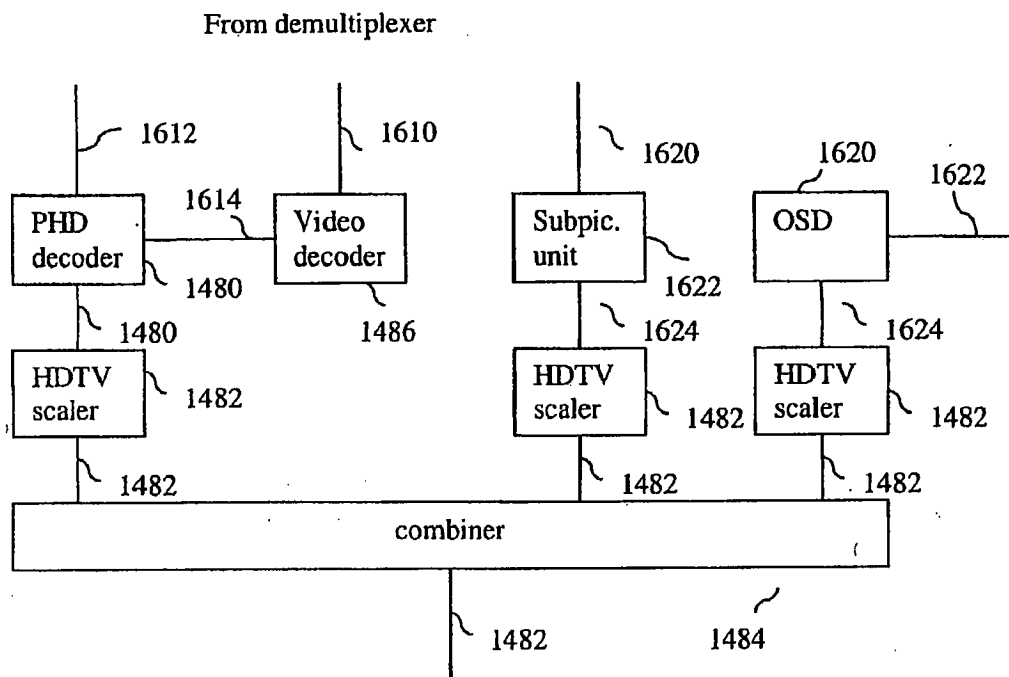 From demultiplexer
1612
1610
1620
1620
1622
PHD
decoder
1614
Video
decoder
Subpic.
unit
OSD
1480
1486
1622
1480
1624
1624
HDTV
scaler
1482
HDTV
scaler
1482
HDTV
scaler
1482
1482
1482
1482
combiner
1482
1484